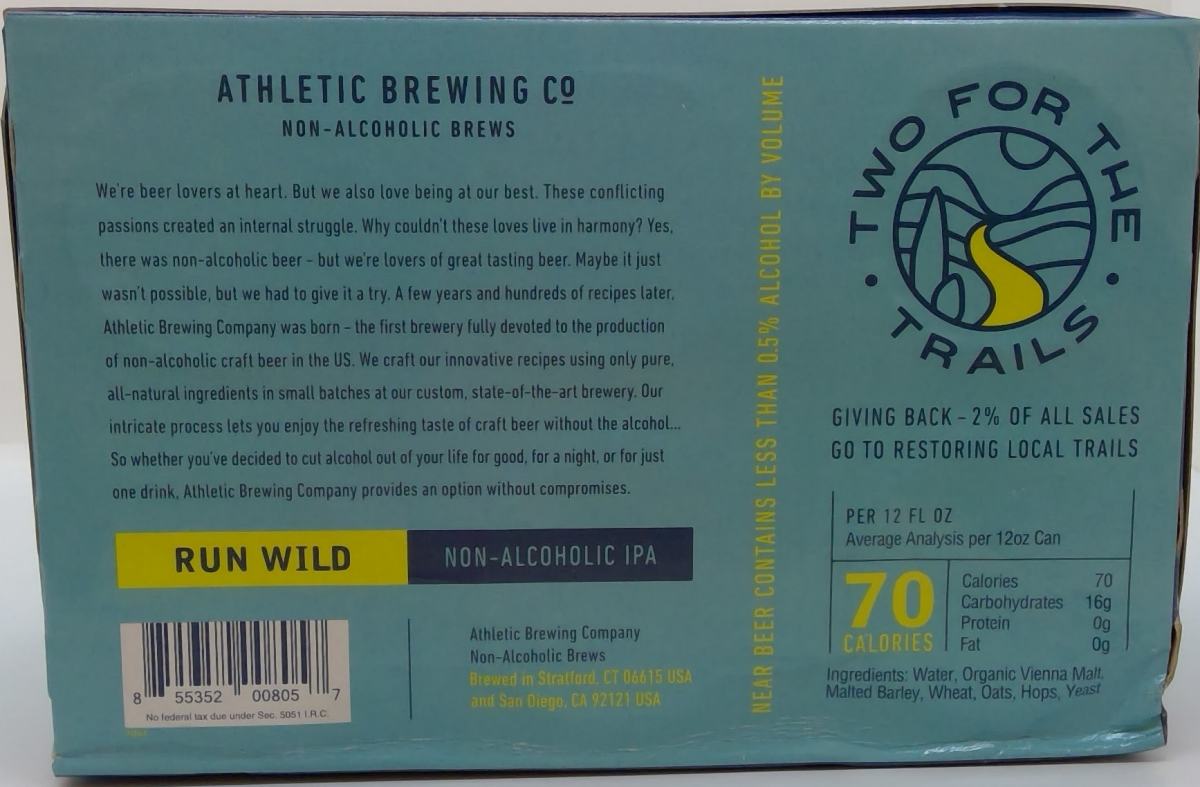 ATHLETIC BREWING Cº
NON-ALCOHOLIC BREWS
We're beer lovers at heart. But we also love being at our best. These conflicting
passions created an internal struggle. Why couldn't these loves live in harmony? Yes,
there was non-alcoholic beer – but we're lovers of great tasting beer. Maybe it just
wasn't possible, but we had to give it a try. A few years and hundreds of recipes later,
Athletic Brewing Company was born – the first brewery fully devoted to the production
of non-alcoholic craft beer in the US. We craft our innovative recipes using only pure,
all-natural ingredients in small batches at our custom, state-of-the-art brewery. Our
intricate process lets you enjoy the refreshing taste of craft beer without the alcohol...
So whether you've decided to cut alcohol out of your life for good, for a night, or for just
one drink, Athletic Brewing Company provides an option without compromises.
RUN WILD
NON-ALCOHOLIC IPA
8 55352 00805 7
No federal tax due under Sec. 5051 I.R.C.
Athletic Brewing Company
Non-Alcoholic Brews
Brewed in Stratford, CT 06615 USA
and San Diego, CA 92121 USA
NEAR BEER CONTAINS LESS THAN 0.5% ALCOHOL BY VOLUME
TWO FOR THE
• TRAILS •
GIVING BACK – 2% OF ALL SALES
GO TO RESTORING LOCAL TRAILS
PER 12 FL OZ
Average Analysis per 12oz Can
70
CALORIES
Calories 70
Carbohydrates 16g
Protein 0g
Fat 0g
Ingredients: Water, Organic Vienna Malt,
Malted Barley, Wheat, Oats, Hops, Yeast